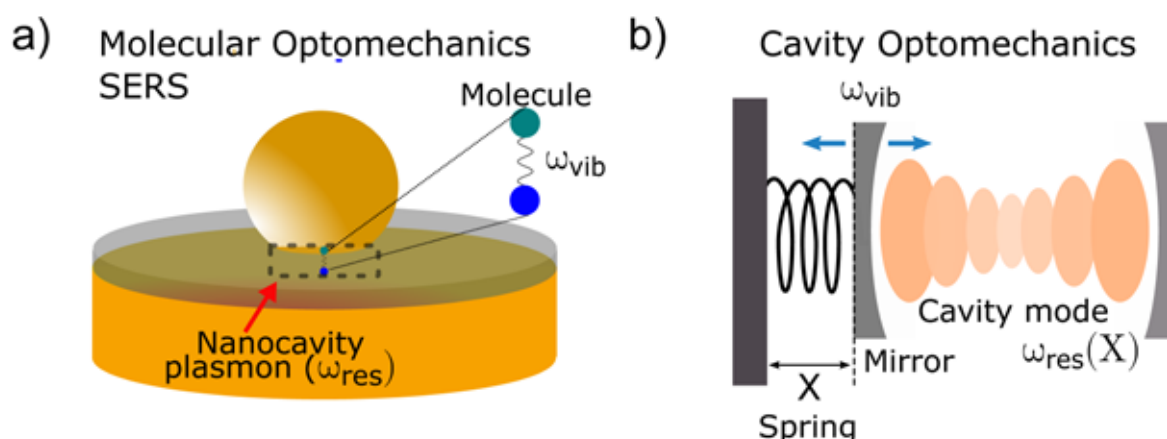 a)
Molecular Optomechanics
SERS
Molecule
ωvib
Nanocavity
plasmon (ωres)
b)
Cavity Optomechanics
ωvib
Cavity mode
ωres(X)
Mirror
X
Spring